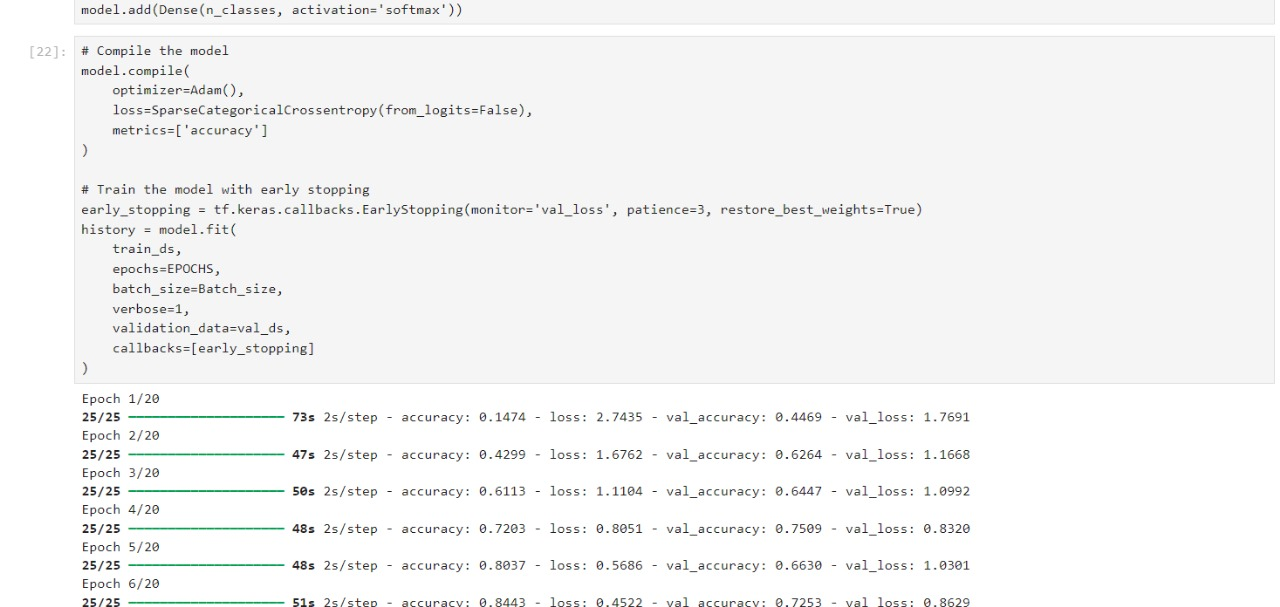 model.add(Dense(n_classes, activation='softmax'))
[22]: # Compile the model
model.compile(
    optimizer=Adam(),
    loss=SparseCategoricalCrossentropy(from_logits=False),
    metrics=['accuracy']
)
# Train the model with early stopping
early_stopping = tf.keras.callbacks.EarlyStopping(monitor='val_loss', patience=3, restore_best_weights=True)
history = model.fit(
    train_ds,
    epochs=EPOCHS,
    batch_size=Batch_size,
    verbose=1,
    validation_data=val_ds,
    callbacks=[early_stopping]
)
Epoch 1/20
25/25 ━━━━━━━━━━━━━━━━━━━━ 73s 2s/step - accuracy: 0.1474 - loss: 2.7435 - val_accuracy: 0.4469 - val_loss: 1.7691
Epoch 2/20
25/25 ━━━━━━━━━━━━━━━━━━━━ 47s 2s/step - accuracy: 0.4299 - loss: 1.6762 - val_accuracy: 0.6264 - val_loss: 1.1668
Epoch 3/20
25/25 ━━━━━━━━━━━━━━━━━━━━ 50s 2s/step - accuracy: 0.6113 - loss: 1.1104 - val_accuracy: 0.6447 - val_loss: 1.0992
Epoch 4/20
25/25 ━━━━━━━━━━━━━━━━━━━━ 48s 2s/step - accuracy: 0.7203 - loss: 0.8051 - val_accuracy: 0.7509 - val_loss: 0.8320
Epoch 5/20
25/25 ━━━━━━━━━━━━━━━━━━━━ 48s 2s/step - accuracy: 0.8037 - loss: 0.5686 - val_accuracy: 0.6630 - val_loss: 1.0301
Epoch 6/20
25/25 ━━━━━━━━━━━━━━━━━━━━ 51s 2s/step - accuracy: 0.8443 - loss: 0.4522 - val_accuracy: 0.7253 - val_loss: 0.8629